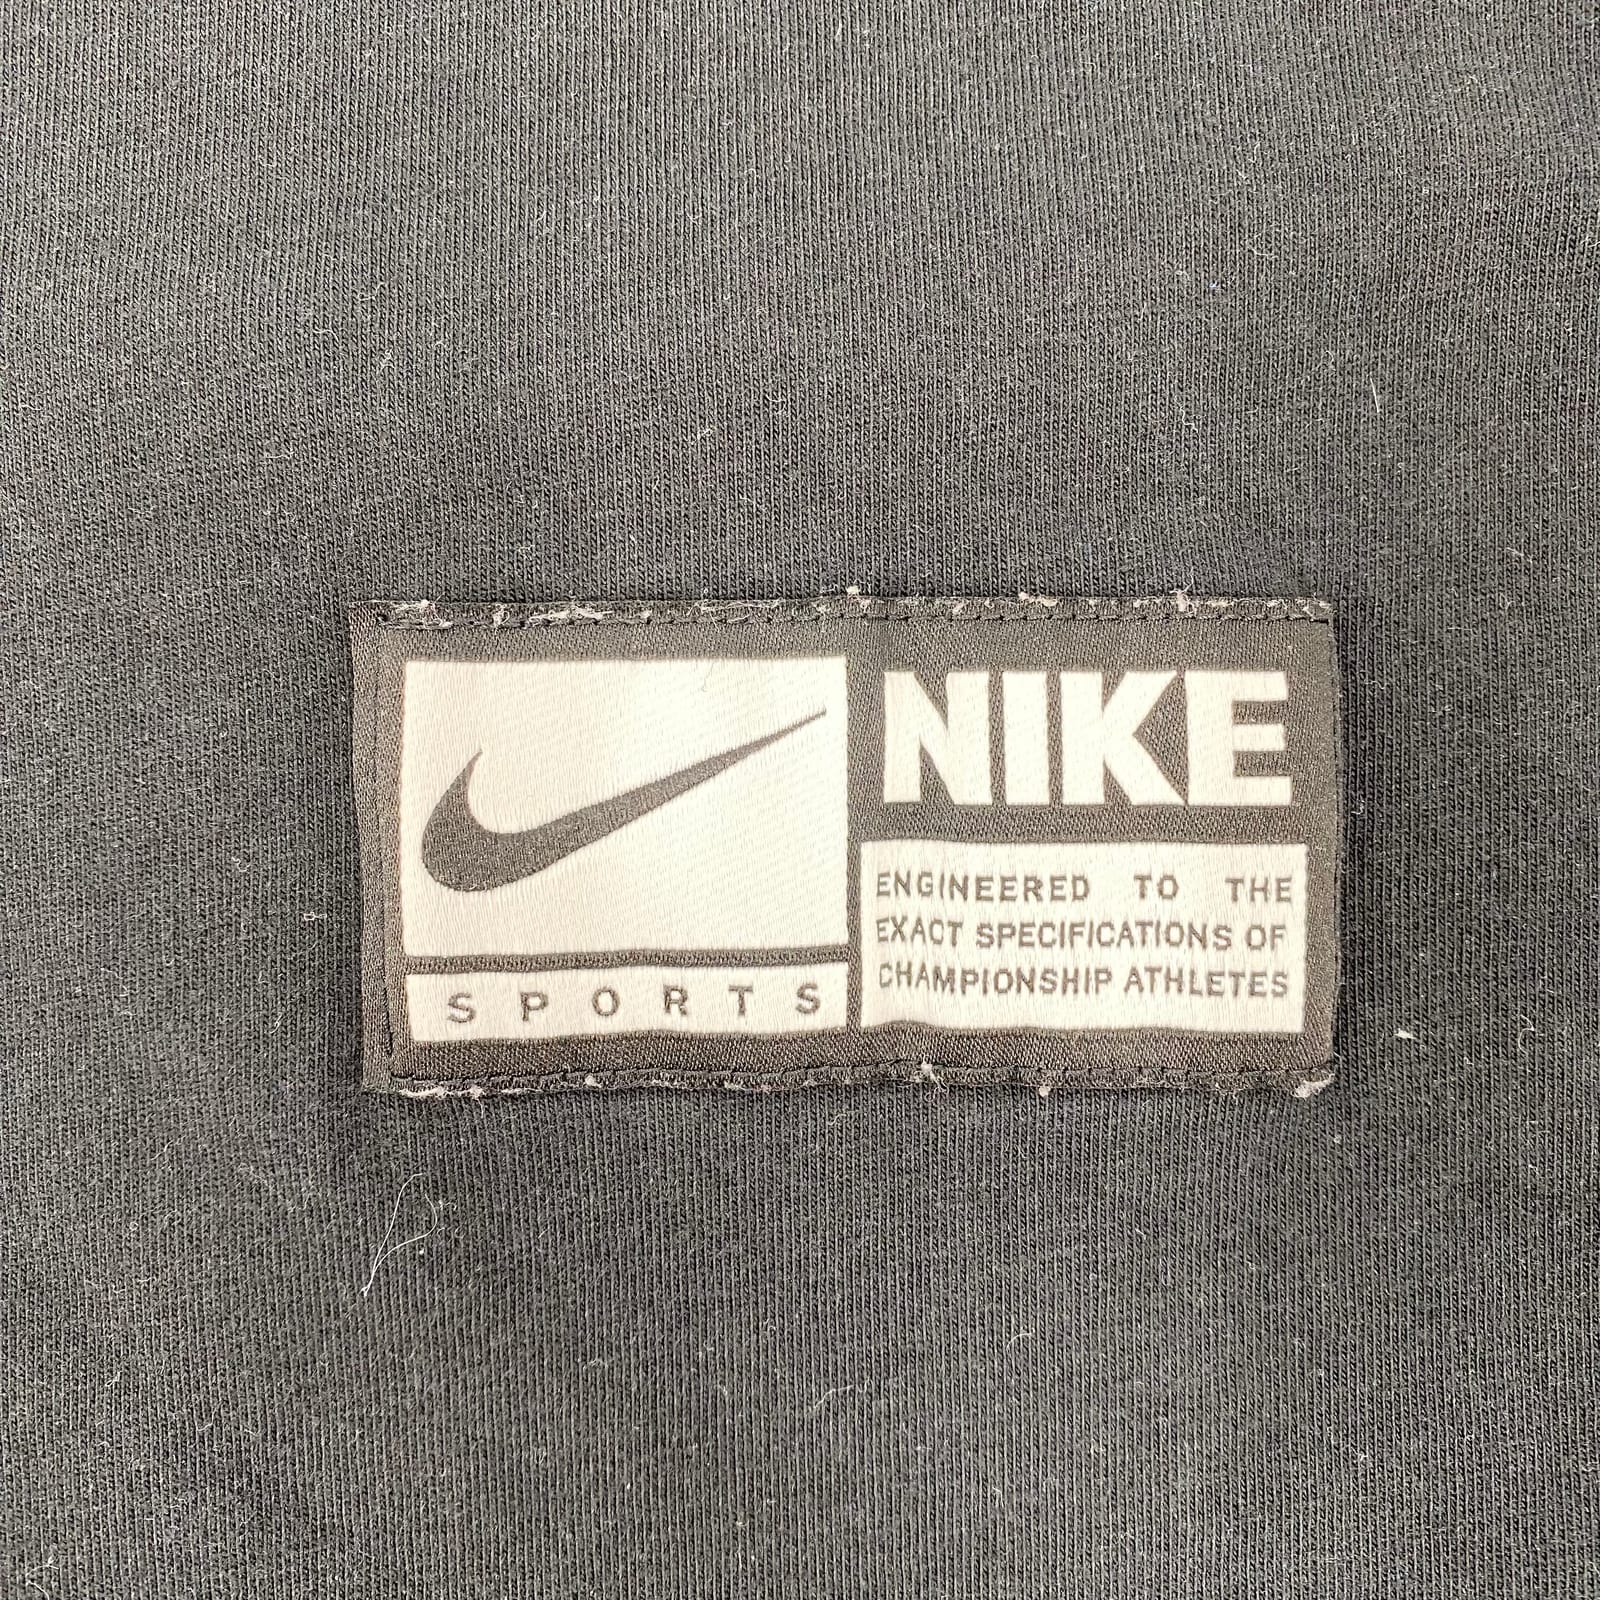 NIKE
ENGINEERED TO THE
EXACT SPECIFICATIONS OF
CHAMPIONSHIP ATHLETES
SPORTS